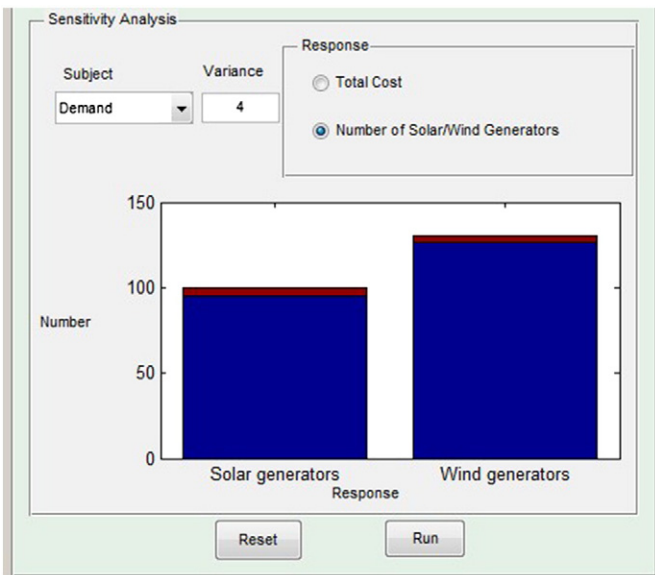 Sensitivity Analysis
Response
Subject
Variance
Total Cost
Demand
4
Number of Solar/Wind Generators
150
100
Number
50
0
Solar generators
Wind generators
Response
Reset
Run